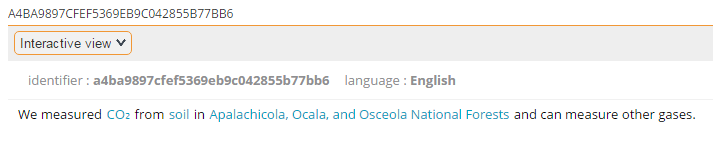 A4BA9897CFEF5369EB9C042855B77BB6
Interactive view
identifier : a4ba9897cfef5369eb9c042855b77bb6 language : English
We measured CO₂ from soil in Apalachicola, Ocala, and Osceola National Forests and can measure other gases.